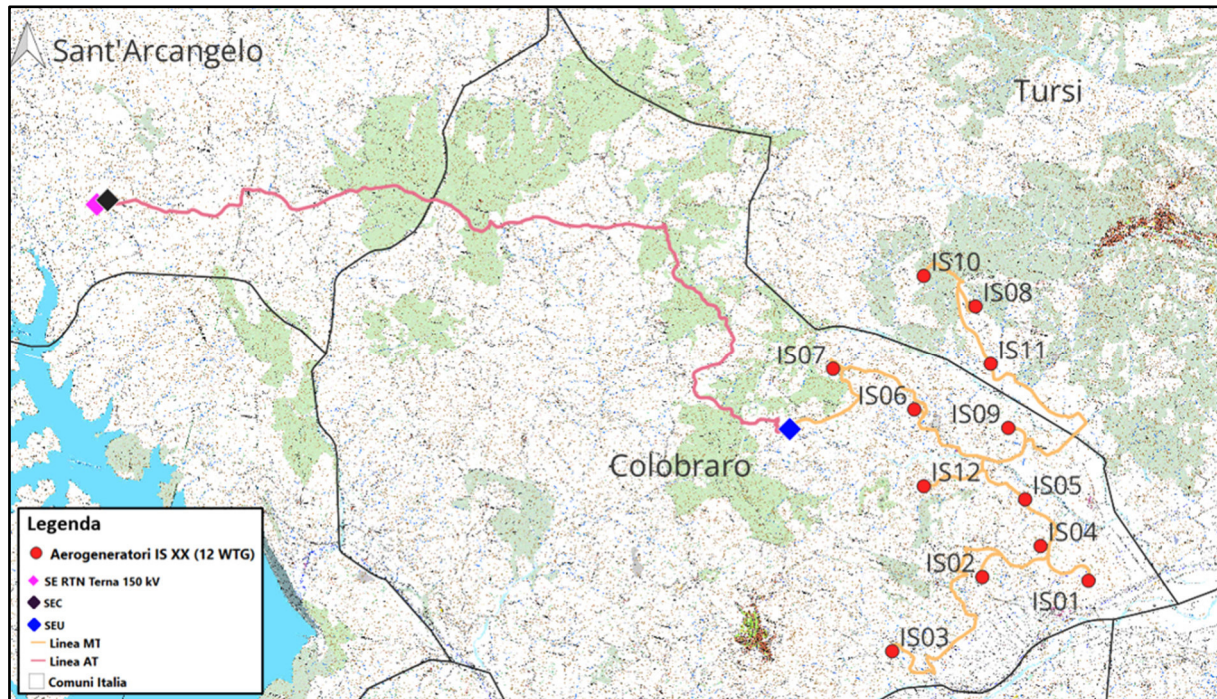 Sant'Arcangelo
Tursi
IS10
IS08
IS11
IS07
IS06
IS09
Colobraro
IS12
IS05
IS04
IS02
IS01
IS03
Legenda
Aerogeneratori IS XX (12 WTG)
SE RTN Terna 150 kV
SEC
SEU
Linea MT
Linea AT
Comuni Italia